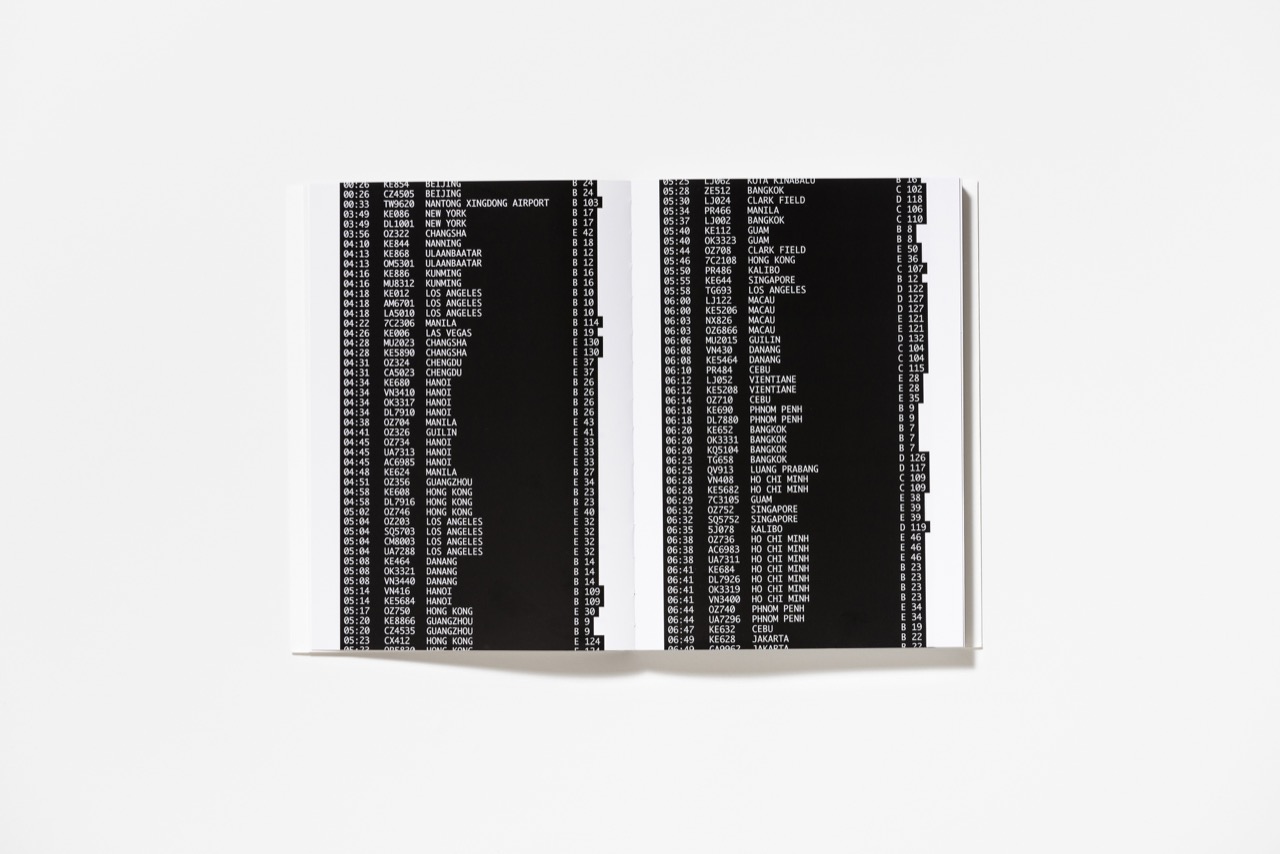 00:26 KE854 BEIJING B 24
00:26 CZ4505 BEIJING B 24
00:33 TW9620 NANTONG XINGDONG AIRPORT B 103
03:49 KE086 NEW YORK B 17
03:49 DL1001 NEW YORK B 17
03:56 OZ322 CHANGSHA E 42
04:10 KE844 NANNING B 18
04:13 KE868 ULAANBAATAR B 12
04:13 OM5301 ULAANBAATAR B 12
04:16 KE886 KUNMING B 16
04:16 MU8312 KUNMING B 16
04:18 KE012 LOS ANGELES B 10
04:18 AM6701 LOS ANGELES B 10
04:18 LA5010 LOS ANGELES B 10
04:22 7C2306 MANILA B 114
04:26 KE006 LAS VEGAS B 19
04:28 MU2023 CHANGSHA E 130
04:28 KE5890 CHANGSHA E 130
04:31 OZ324 CHENGDU E 37
04:31 CA5023 CHENGDU E 37
04:34 KE680 HANOI B 26
04:34 VN3410 HANOI B 26
04:34 OK3317 HANOI B 26
04:34 DL7910 HANOI B 26
04:38 OZ704 MANILA E 43
04:41 OZ326 GUILIN E 41
04:45 OZ734 HANOI E 33
04:45 UA7313 HANOI E 33
04:45 AC6985 HANOI E 33
04:48 KE624 MANILA B 27
04:51 OZ356 GUANGZHOU E 34
04:58 KE608 HONG KONG B 23
04:58 DL7916 HONG KONG B 23
05:02 OZ746 HONG KONG E 40
05:04 OZ203 LOS ANGELES E 32
05:04 SQ5703 LOS ANGELES E 32
05:04 CM8003 LOS ANGELES E 32
05:04 UA7288 LOS ANGELES E 32
05:08 KE464 DANANG B 14
05:08 OK3321 DANANG B 14
05:08 VN3440 DANANG B 14
05:14 VN416 HANOI B 109
05:14 KE5684 HANOI B 109
05:17 OZ750 HONG KONG E 30
05:20 KE8866 GUANGZHOU B 9
05:20 CZ4535 GUANGZHOU B 9
05:23 CX412 HONG KONG E 124
05:23 HONG KONG E 124
05:25 LJ062 KOTA KINABALU B 16
05:28 ZE512 BANGKOK C 102
05:30 LJ024 CLARK FIELD D 118
05:34 PR466 MANILA C 106
05:37 LJ002 BANGKOK C 110
05:40 KE112 GUAM B 8
05:40 OK3323 GUAM B 8
05:44 OZ708 CLARK FIELD E 50
05:46 7C2108 HONG KONG E 36
05:50 PR486 KALIBO C 107
05:55 KE644 SINGAPORE B 12
05:58 TG693 LOS ANGELES D 122
06:00 LJ122 MACAU D 127
06:00 KE5206 MACAU D 127
06:03 NX826 MACAU E 121
06:03 OZ6866 MACAU E 121
06:06 MU2015 GUILIN D 132
06:08 VN430 DANANG C 104
06:08 KE5464 DANANG C 104
06:10 PR484 CEBU C 115
06:12 LJ052 VIENTIANE E 28
06:12 KE5208 VIENTIANE E 28
06:14 OZ710 CEBU E 35
06:18 KE690 PHNOM PENH B 9
06:18 DL7880 PHNOM PENH B 9
06:20 KE652 BANGKOK B 7
06:20 OK3331 BANGKOK B 7
06:20 KQ5104 BANGKOK B 7
06:23 TG658 BANGKOK D 126
06:25 QV913 LUANG PRABANG D 117
06:28 VN408 HO CHI MINH C 109
06:28 KE5682 HO CHI MINH C 109
06:29 7C3105 GUAM E 38
06:32 OZ752 SINGAPORE E 39
06:32 SQ5752 SINGAPORE E 39
06:35 5J078 KALIBO D 119
06:38 OZ736 HO CHI MINH E 46
06:38 AC6983 HO CHI MINH E 46
06:38 UA7311 HO CHI MINH E 46
06:41 KE684 HO CHI MINH B 23
06:41 DL7926 HO CHI MINH B 23
06:41 OK3319 HO CHI MINH B 23
06:41 VN3400 HO CHI MINH B 23
06:44 OZ740 PHNOM PENH E 34
06:44 UA7296 PHNOM PENH E 34
06:47 KE632 CEBU B 19
06:49 KE628 JAKARTA B 22
06:49 GA9962 JAKARTA B 22